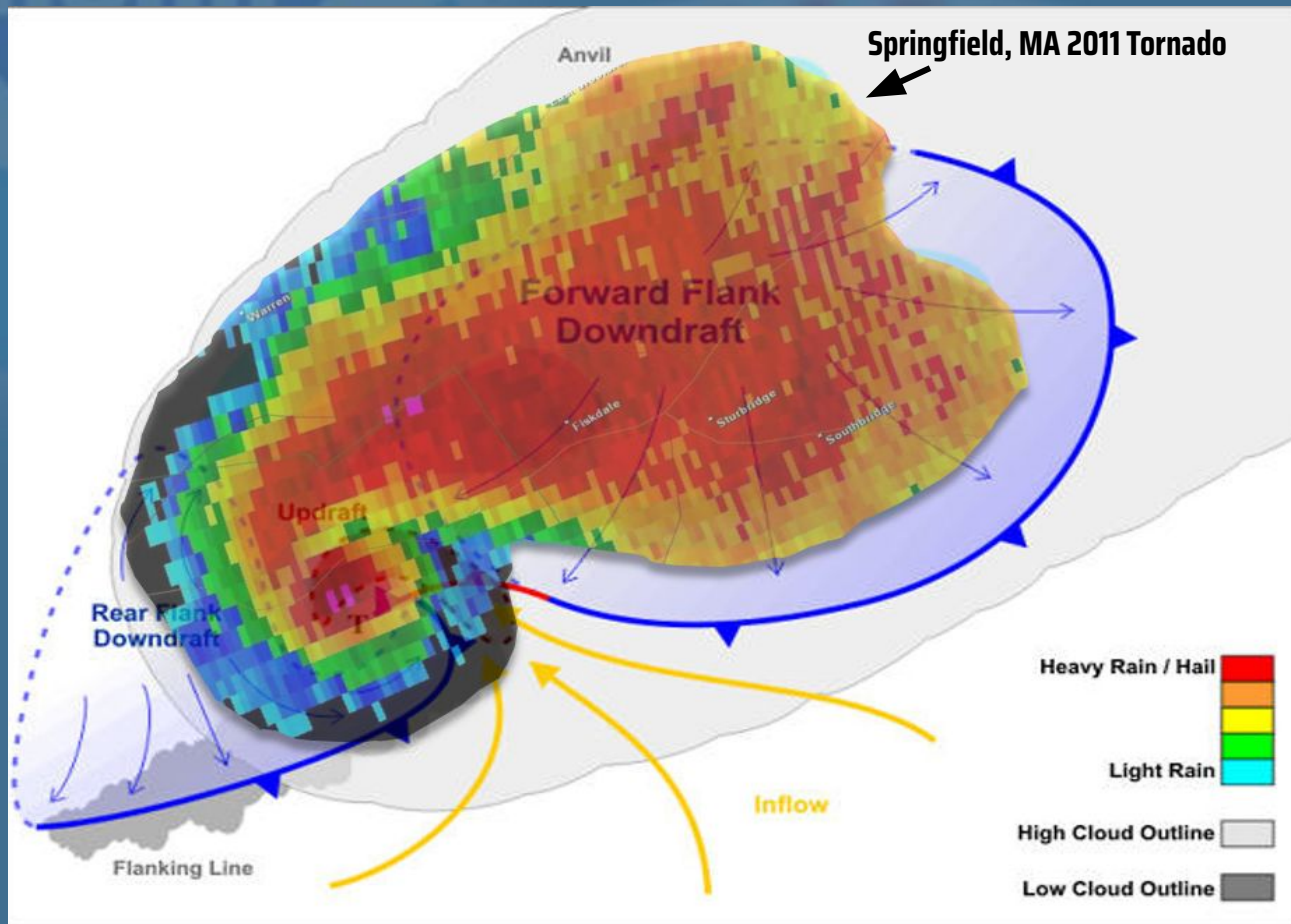 Springfield, MA 2011 Tornado
Anvil
Warren
Forward Flank
Downdraft
Fiskdale
Sturbridge
Southbridge
Updraft
T
Rear Flank
Downdraft
Inflow
Flanking Line
Heavy Rain / Hail
Light Rain
High Cloud Outline
Low Cloud Outline